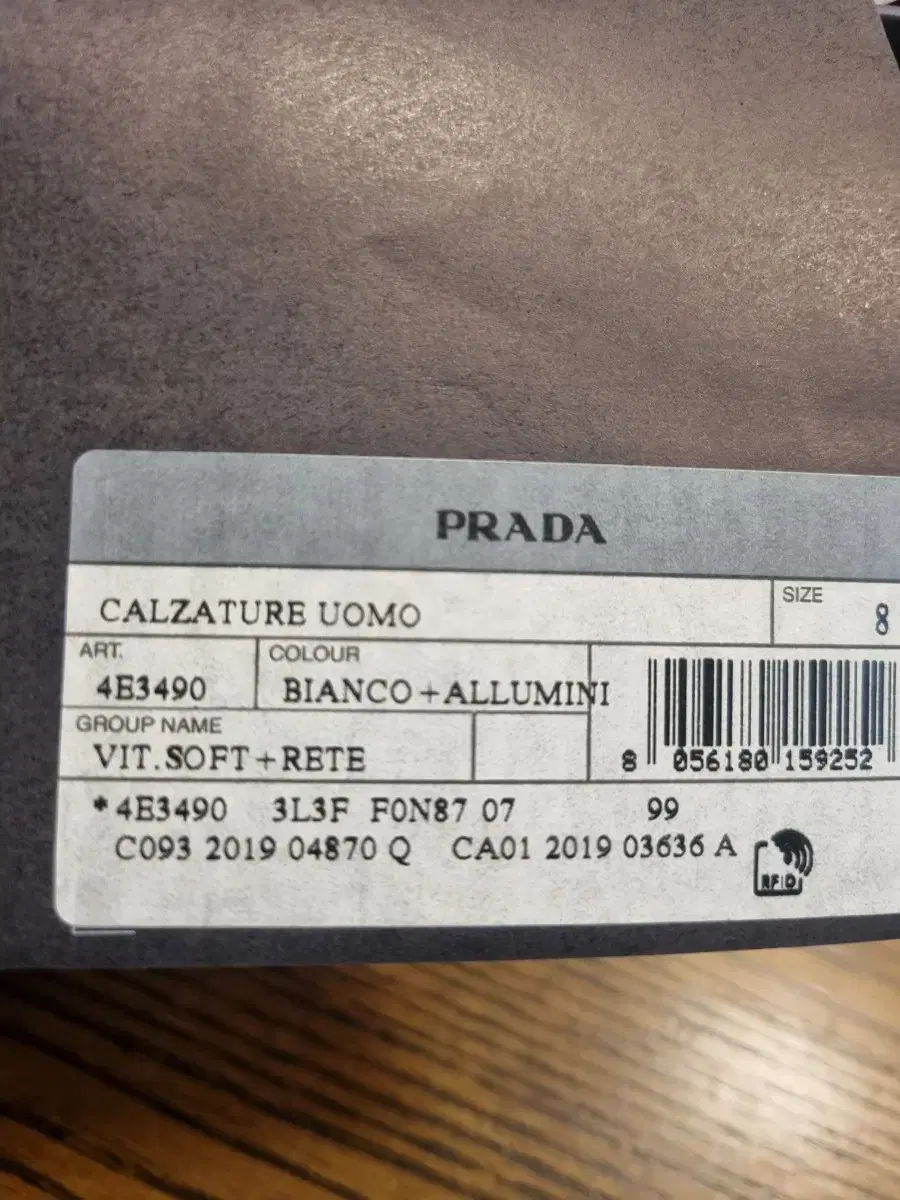 PRADA
CALZATURE UOMO
SIZE
8
ART.
4E3490
COLOUR
BIANCO+ALLUMINI
GROUP NAME
VIT.SOFT+RETE
8 056180 159252
*4E3490 3L3F F0N87 07 99
C093 2019 04870 Q CA01 2019 03636 A
RFID